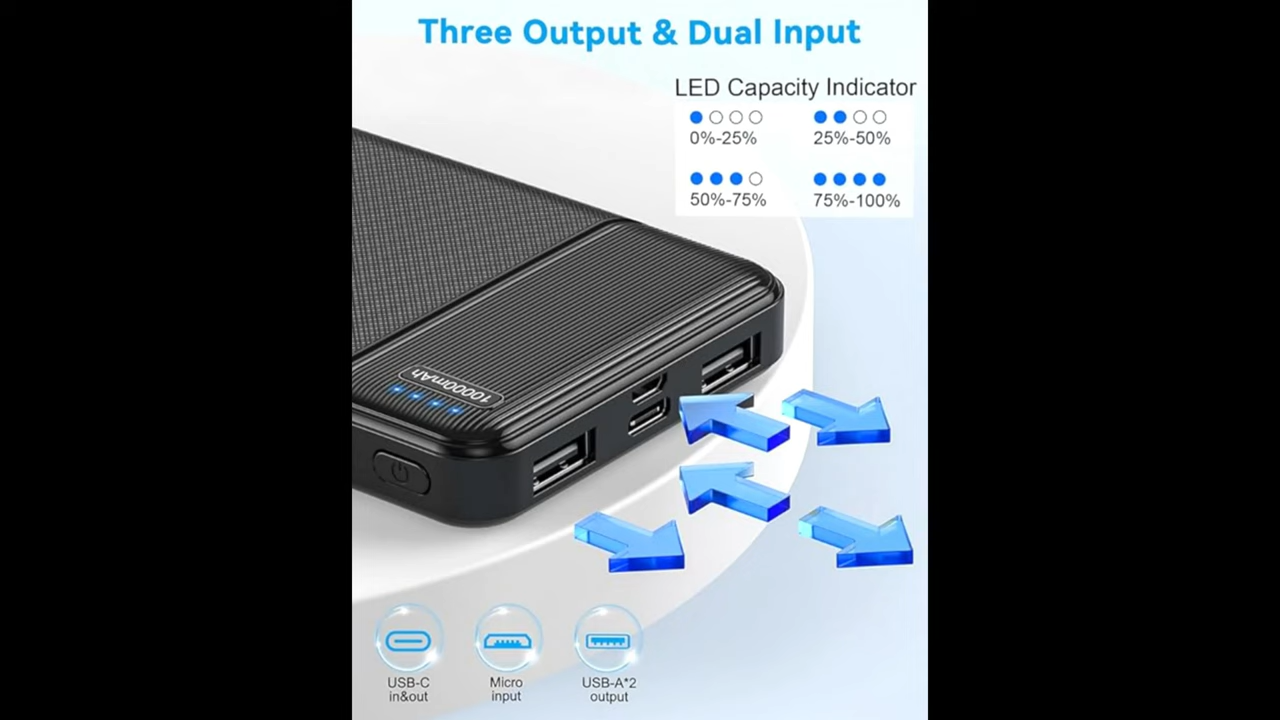 Three Output & Dual Input
LED Capacity Indicator
0%-25%
25%-50%
50%-75%
75%-100%
10000mAh
USB-C
in&out
Micro
input
USB-A*2
output